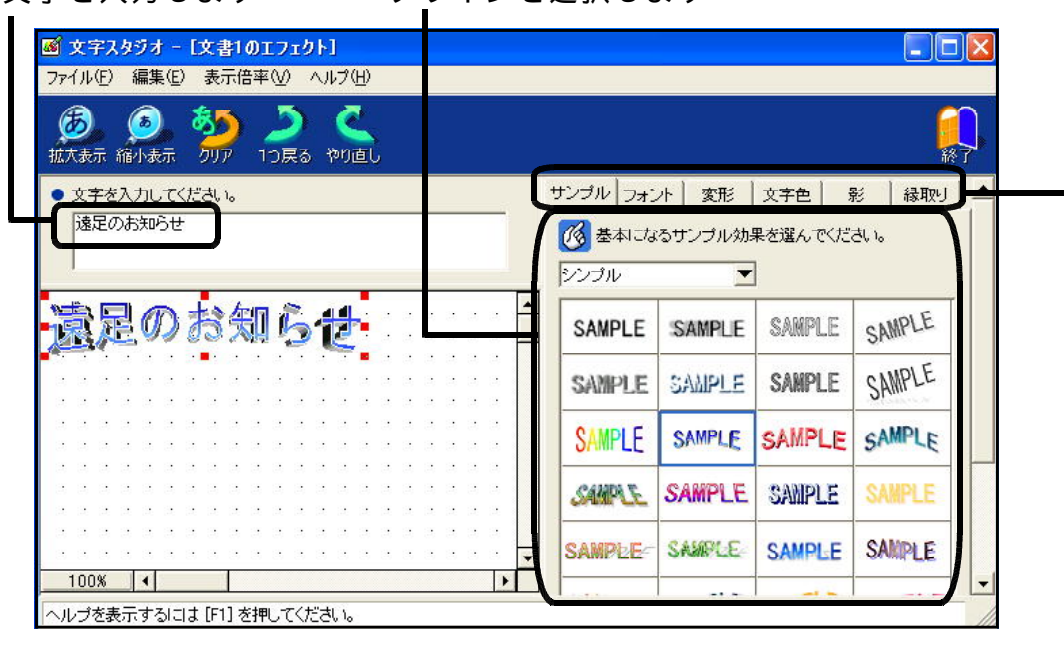 文字スタジオ - [文書1のエフェクト]
ファイル(F) 編集(E) 表示倍率(V) ヘルプ(H)
拡大表示 縮小表示 クリア 1つ戻る やり直し 終了
文字を入力してください。
遠足のお知らせ
サンプル フォント 変形 文字色 影 縁取り
基本になるサンプル効果を選んでください。
シンプル
遠足のお知らせ
SAMPLE SAMPLE SAMPLE SAMPLE
SAMPLE SAMPLE SAMPLE SAMPLE
SAMPLE SAMPLE SAMPLE SAMPLE
SAMPLE SAMPLE SAMPLE SAMPLE
SAMPLE SAMPLE SAMPLE SAMPLE
100%
ヘルプを表示するには [F1] を押してください。